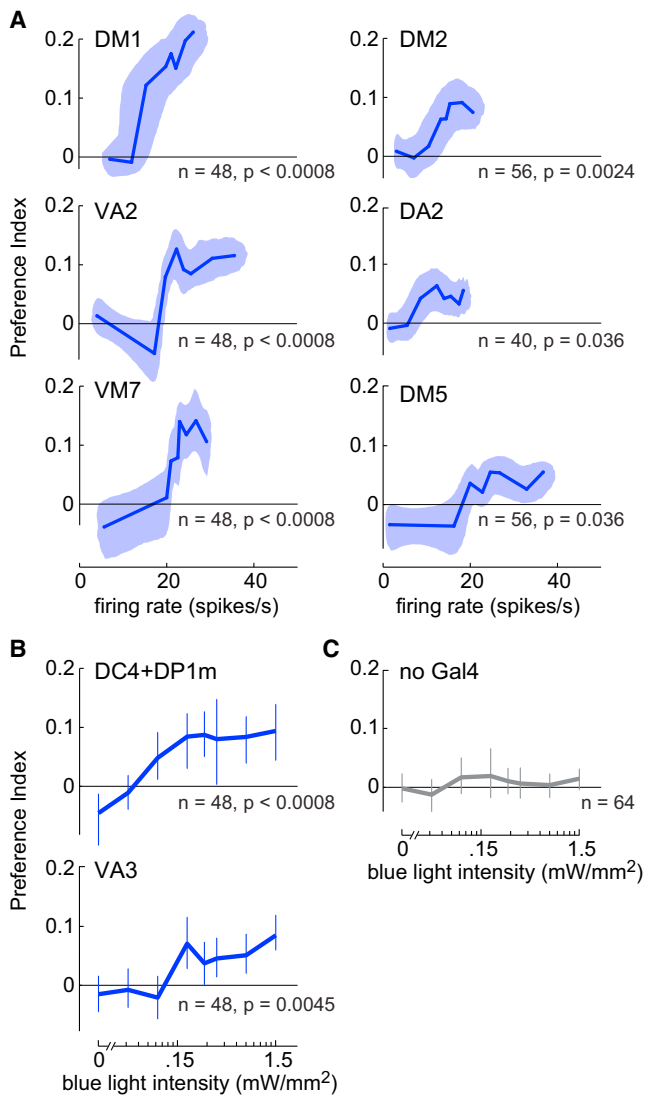 A
DM1
DM2
0.2
0.1
0
n = 48, p < 0.0008
0.2
0.1
0
n = 56, p = 0.0024
Preference Index
VA2
DA2
0.2
0.1
0
n = 48, p < 0.0008
0.2
0.1
0
n = 40, p = 0.036
VM7
DM5
0.2
0.1
0
n = 48, p < 0.0008
0.2
0.1
0
n = 56, p = 0.036
0 20 40
firing rate (spikes/s)
0 20 40
firing rate (spikes/s)
B
DC4+DP1m
0.2
0.1
0
n = 48, p < 0.0008
Preference Index
VA3
0.2
0.1
0
n = 48, p = 0.0045
0 .15 1.5
blue light intensity (mW/mm²)
C
no Gal4
0.2
0.1
0
n = 64
0 .15 1.5
blue light intensity (mW/mm²)